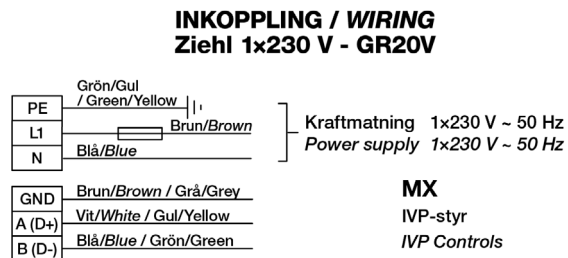 INKOPPLING / WIRING
Ziehl 1×230 V - GR20V
Grön/Gul
/ Green/Yellow
PE
L1
Brun/Brown
N
Blå/Blue
Kraftmatning 1×230 V ~ 50 Hz
Power supply 1×230 V ~ 50 Hz
GND
Brun/Brown / Grå/Grey
A (D+)
Vit/White / Gul/Yellow
B (D-)
Blå/Blue / Grön/Green
MX
IVP-styr
IVP Controls